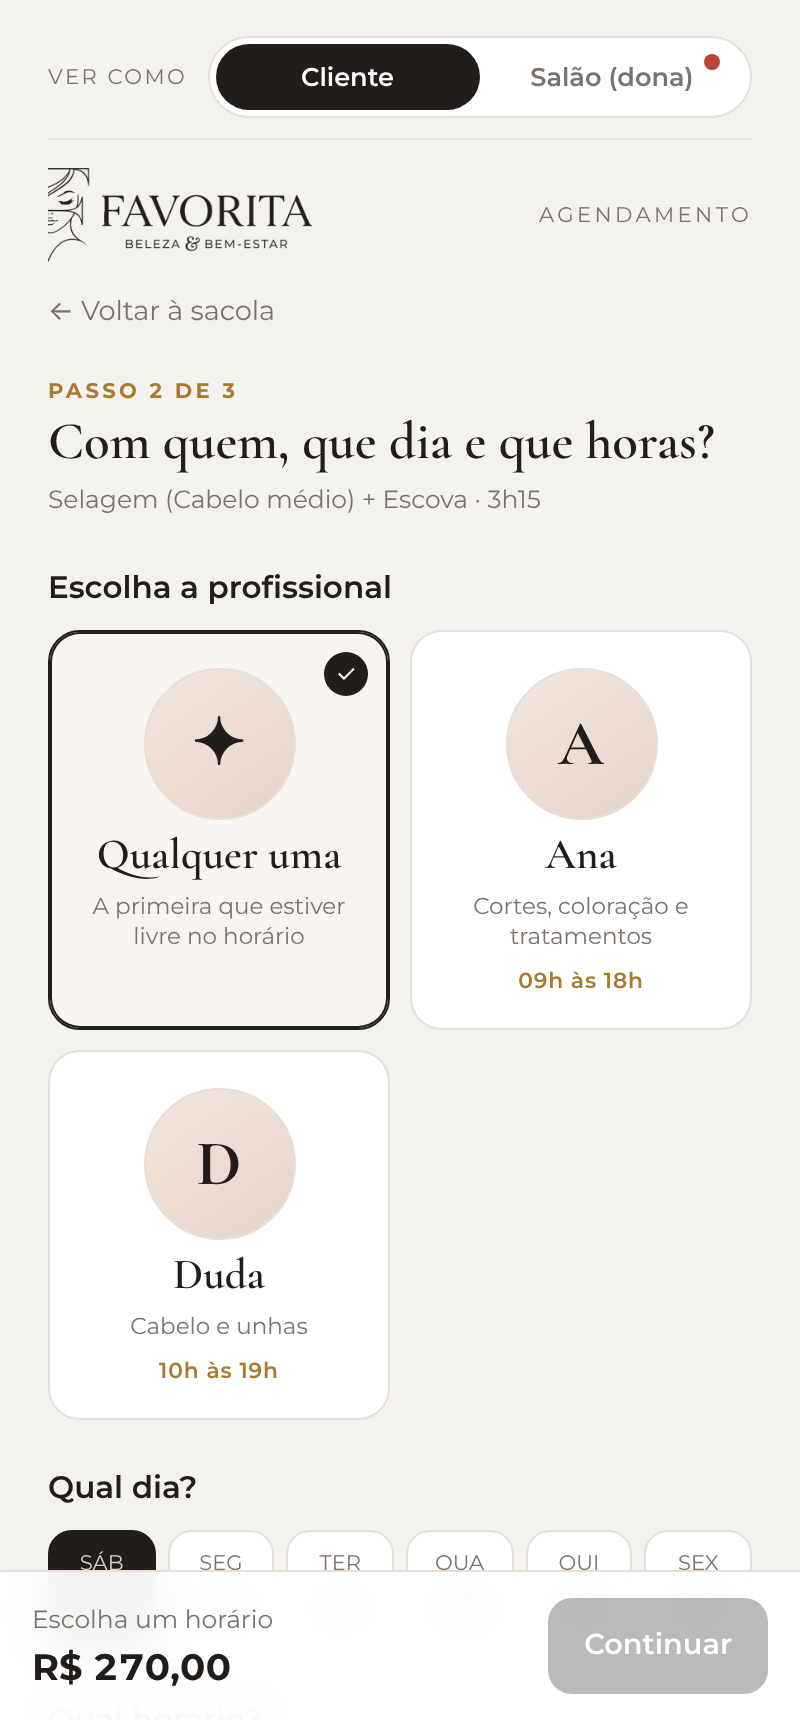 VER COMO
Cliente
Salão (dona)
FAVORITA
BELEZA & BEM-ESTAR
AGENDAMENTO
← Voltar à sacola
PASSO 2 DE 3
Com quem, que dia e que horas?
Selagem (Cabelo médio) + Escova · 3h15
Escolha a profissional
Qualquer uma
A primeira que estiver
livre no horário
A
Ana
Cortes, coloração e
tratamentos
09h às 18h
D
Duda
Cabelo e unhas
10h às 19h
Qual dia?
SÁB
SEG
TER
QUA
QUI
SEX
Escolha um horário
R$ 270,00
Continuar
Qual horário?